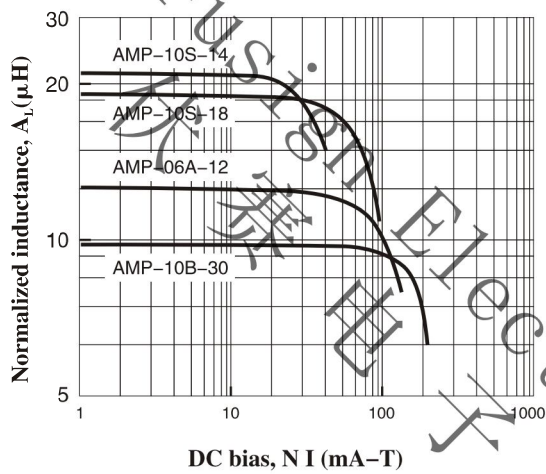 30
AMP-10S-14
20
AMP-10S-18
AMP-06A-12
10
AMP-10B-30
5
1
10
100
1000
Normalized inductance, A_L(μH)
DC bias, N I (mA-T)